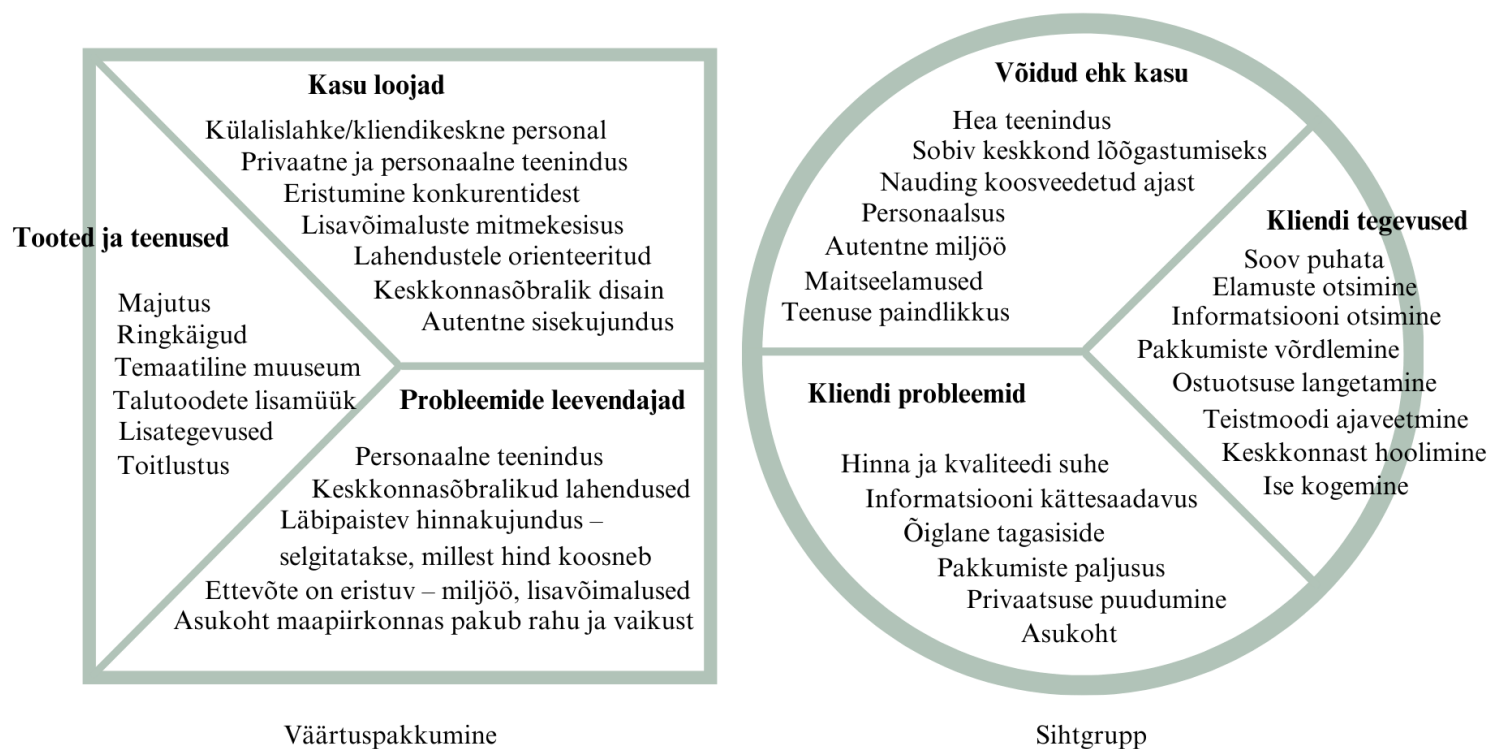 Kasu loojad
Külalislahke/kliendikeskne personal
Privaatne ja personaalne teenindus
Eristumine konkurentidest
Lisavõimaluste mitmekesisus
Lahendustele orienteeritud
Keskkonnasõbralik disain
Autentne sisekujundus
Tooted ja teenused
Majutus
Ringkäigud
Temaatiline muuseum
Talutoodete lisamüük
Lisategevused
Toitlustus
Probleemide leevendajad
Personaalne teenindus
Keskkonnasõbralikud lahendused
Läbipaistev hinnakujundus –
selgitatakse, millest hind koosneb
Ettevõte on eristuv – miljöö, lisavõimalused
Asukoht maapiirkonnas pakub rahu ja vaikust
Väärtuspakkumine
Võidud ehk kasu
Hea teenindus
Sobiv keskkond lõõgastumiseks
Nauding koosveedetud ajast
Personaalsus
Autentne miljöö
Maitseelamused
Teenuse paindlikkus
Kliendi tegevused
Soov puhata
Elamuste otsimine
Informatsiooni otsimine
Pakkumiste võrdlemine
Ostuotsuse langetamine
Teistmoodi ajaveetmine
Keskkonnast hoolimine
Ise kogemine
Kliendi probleemid
Hinna ja kvaliteedi suhe
Informatsiooni kättesaadavus
Õiglane tagasiside
Pakkumiste paljusus
Privaatsuse puudumine
Asukoht
Sihtgrupp